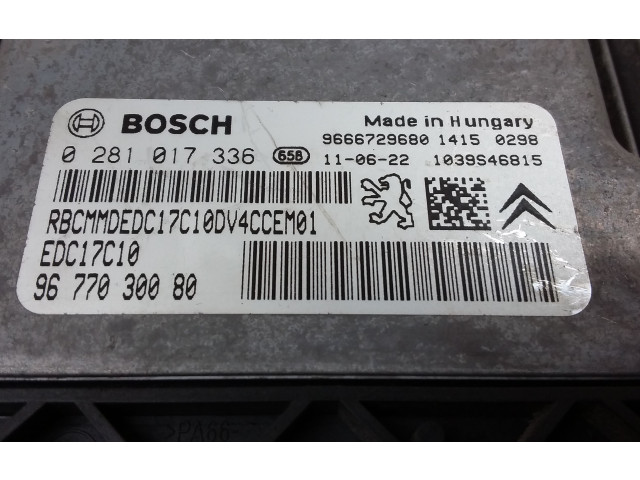 BOSCH
Made in Hungary
9666729680 1415 0298
0 281 017 336 658 11-06-22 1039S46815
RBCMMDEDC17C10DV4CCEM01
EDC17C10
96 770 300 80
>PA66-